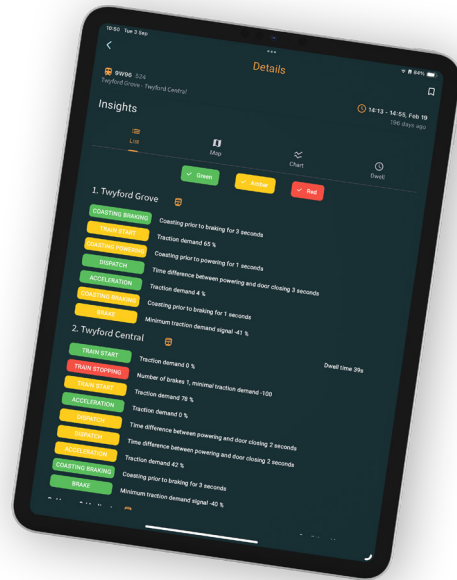 10:50 Tue 3 Sep
84%
Details
9W96 S24
Twyford Grove - Twyford Central
14:13 - 14:55, Feb 19
196 days ago
Insights
List
Map
Chart
Dwell
Green
Amber
Red
1. Twyford Grove
COASTING BRAKING Coasting prior to braking for 3 seconds
TRAIN START Traction demand 65 %
COASTING POWERING Coasting prior to powering for 1 seconds
DISPATCH Time difference between powering and door closing 3 seconds
ACCELERATION Traction demand 4 %
COASTING BRAKING Coasting prior to braking for 1 seconds
BRAKE Minimum traction demand signal -41 %
2. Twyford Central
Dwell time 39s
TRAIN START Traction demand 0 %
TRAIN STOPPING Number of brakes 1, minimal traction demand -100
TRAIN START Traction demand 78 %
ACCELERATION Traction demand 0 %
DISPATCH Time difference between powering and door closing 2 seconds
DISPATCH Time difference between powering and door closing 2 seconds
ACCELERATION Traction demand 42 %
COASTING BRAKING Coasting prior to braking for 3 seconds
BRAKE Minimum traction demand signal -40 %